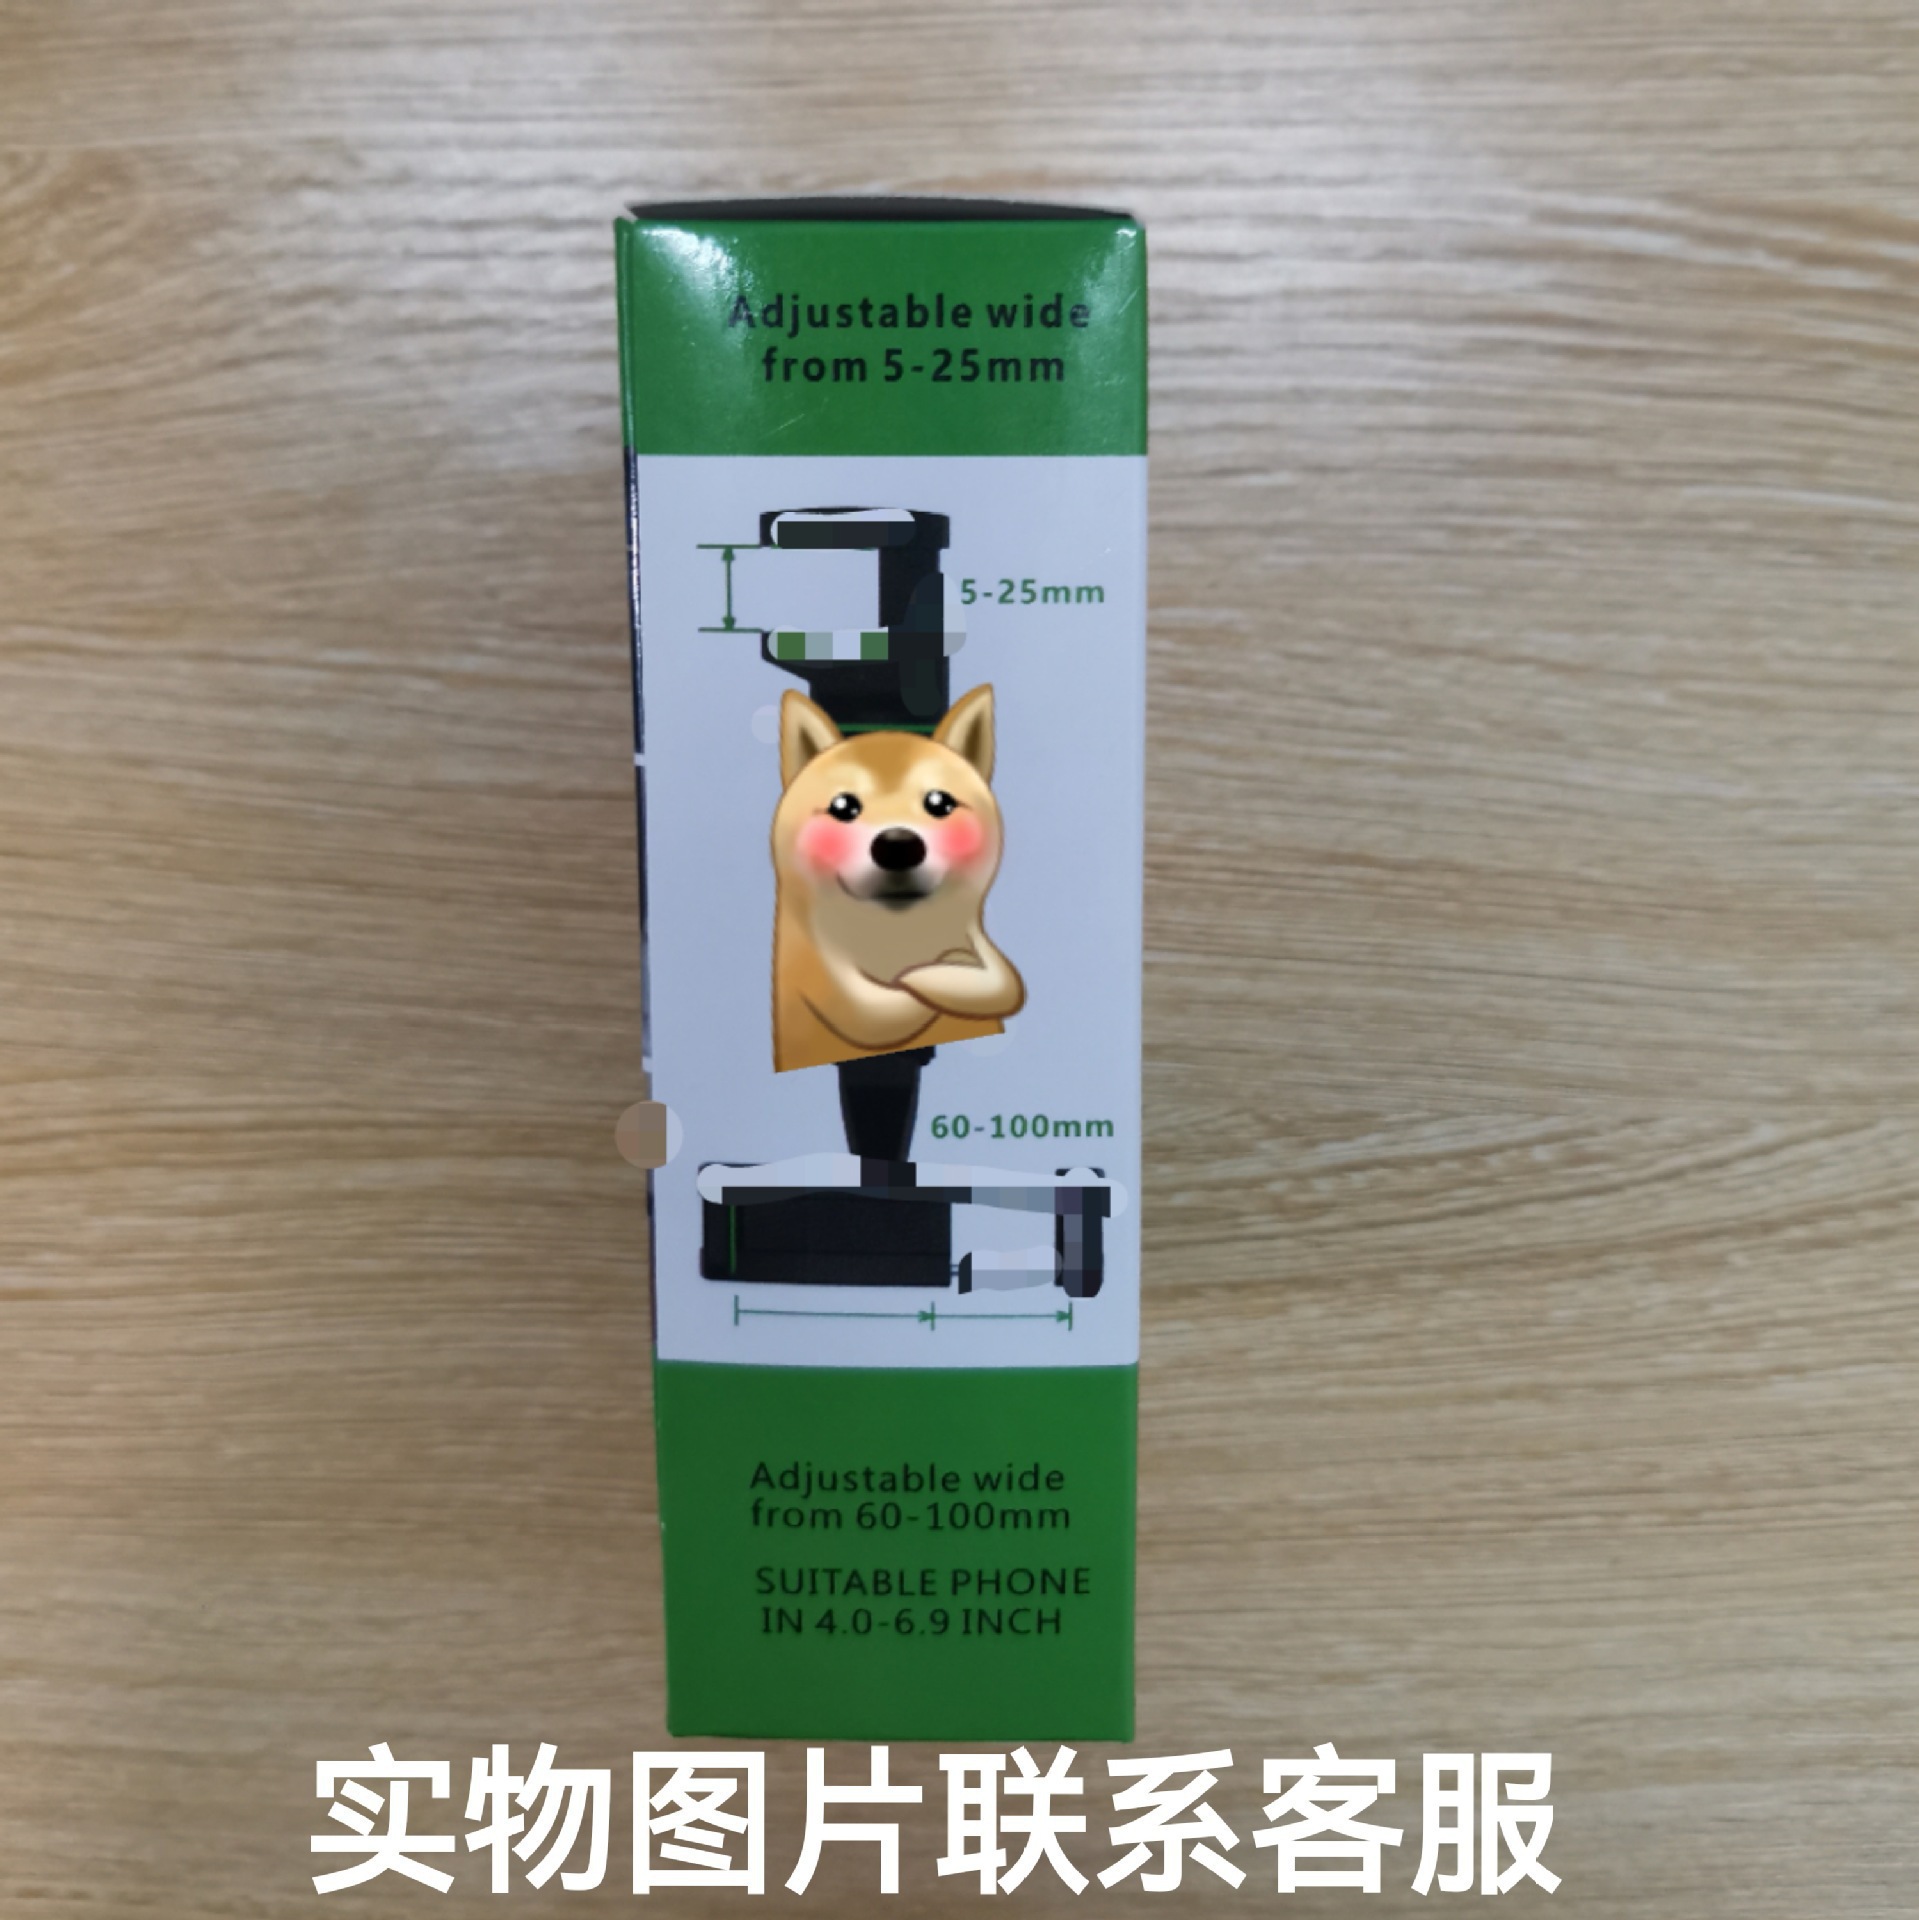 Adjustable wide
from 5-25mm
5-25mm
60-100mm
Adjustable wide
from 60-100mm
SUITABLE PHONE
IN 4.0-6.9 INCH
实物图片联系客服